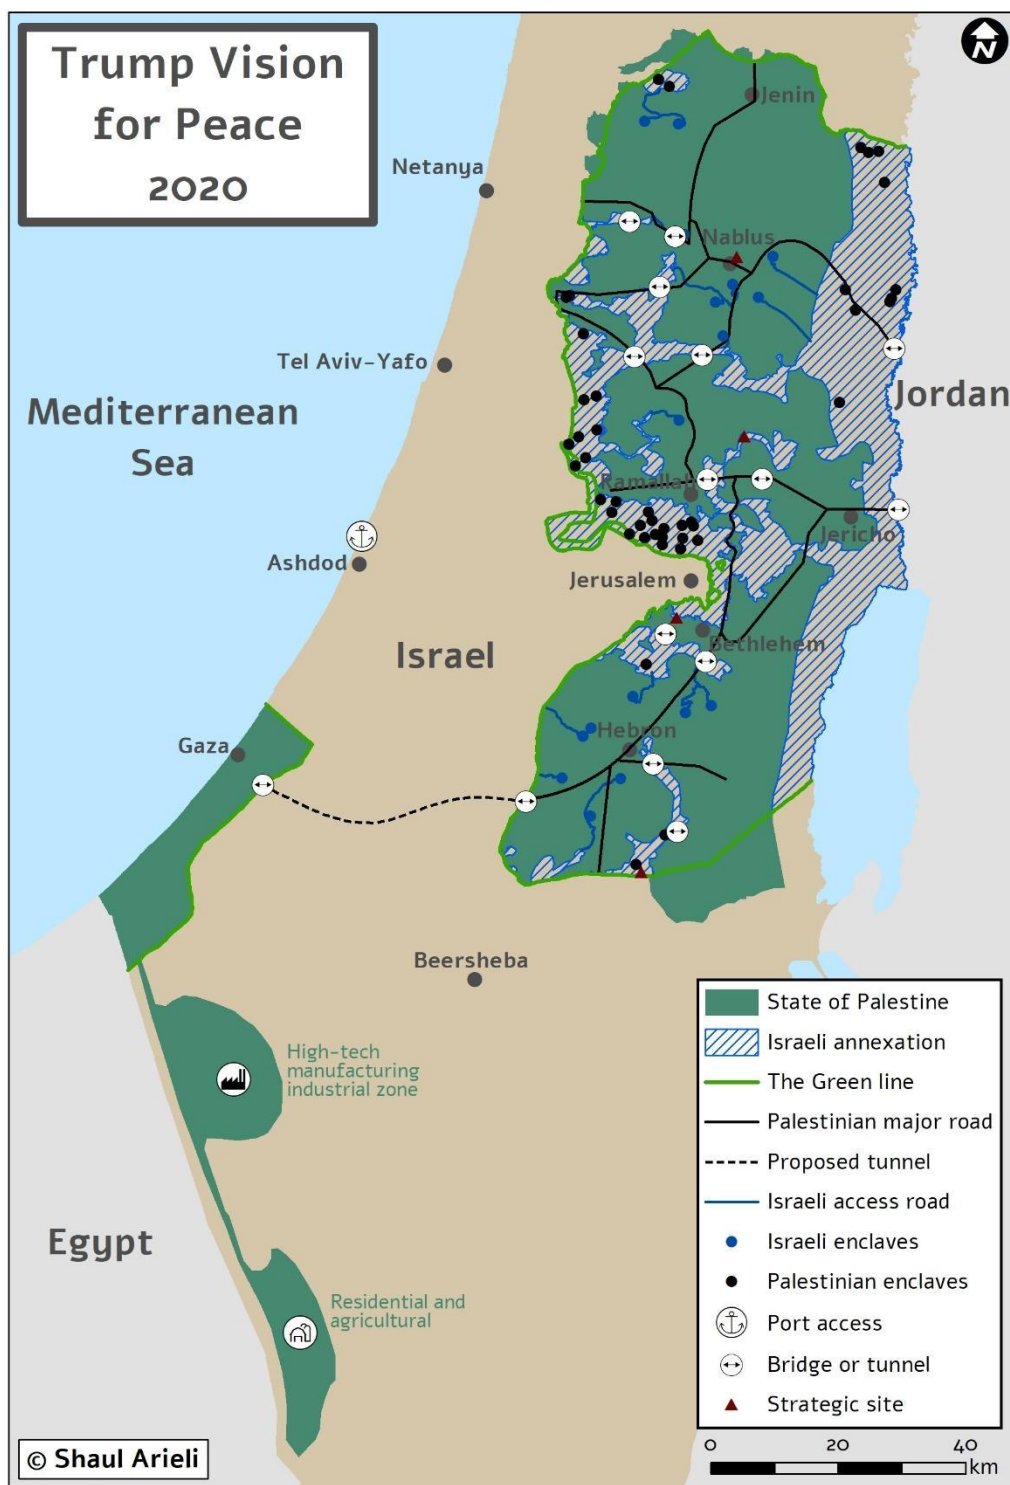 Trump Vision
for Peace
2020
N
Jenin
Netanya
Nablus
Tel Aviv-Yafo
Mediterranean
Sea
Jordan
Ramallah
Jericho
Ashdod
Jerusalem
Israel
Bethlehem
Gaza
Hebron
Beersheba
High-tech
manufacturing
industrial zone
Egypt
Residential and
agricultural
State of Palestine
Israeli annexation
The Green line
Palestinian major road
Proposed tunnel
Israeli access road
Israeli enclaves
Palestinian enclaves
Port access
Bridge or tunnel
Strategic site
0 20 40
km
© Shaul Arieli